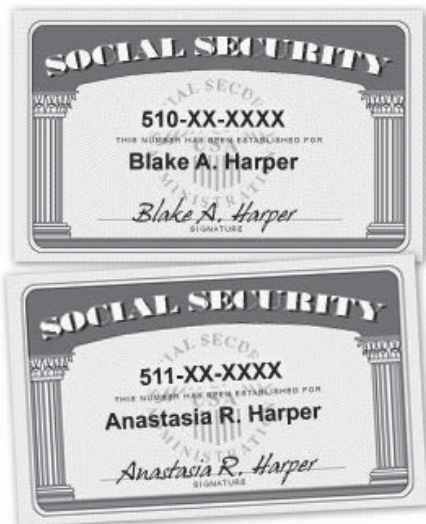 SOCIAL SECURITY
510-XX-XXXX
THIS NUMBER HAS BEEN ESTABLISHED FOR
Blake A. Harper
Blake A. Harper
SIGNATURE
SOCIAL SECURITY
511-XX-XXXX
THIS NUMBER HAS BEEN ESTABLISHED FOR
Anastasia R. Harper
Anastasia R. Harper
SIGNATURE